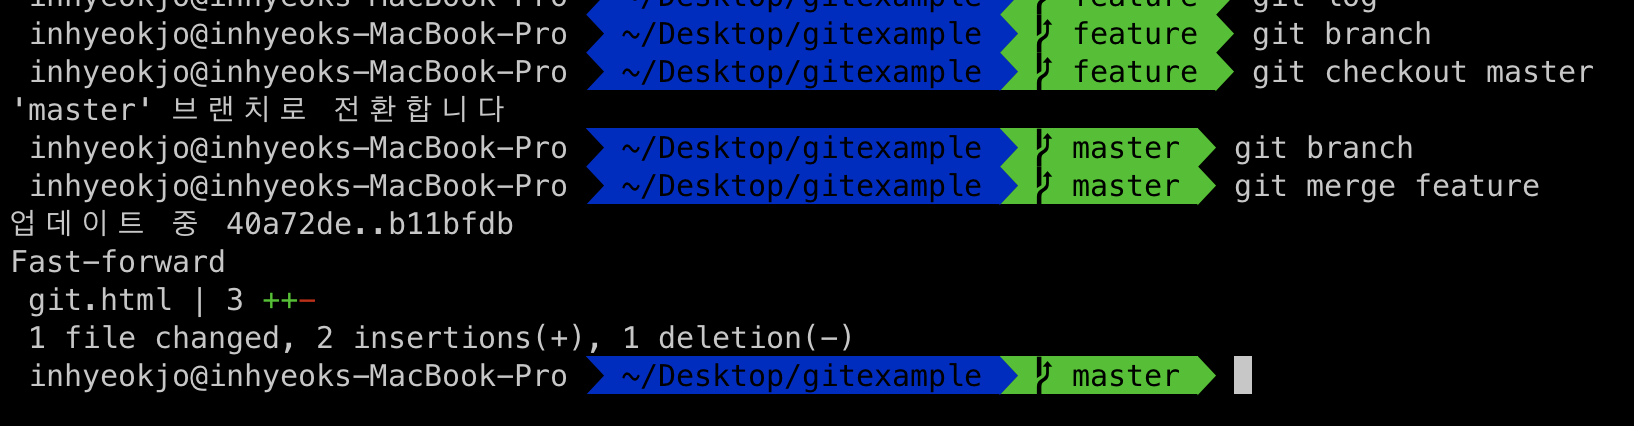 inhyeokjo@inhyeoks-MacBook-Pro ~/Desktop/gitexample feature git log
inhyeokjo@inhyeoks-MacBook-Pro ~/Desktop/gitexample feature git branch
inhyeokjo@inhyeoks-MacBook-Pro ~/Desktop/gitexample feature git checkout master
'master' 브랜치로 전환합니다
inhyeokjo@inhyeoks-MacBook-Pro ~/Desktop/gitexample master git branch
inhyeokjo@inhyeoks-MacBook-Pro ~/Desktop/gitexample master git merge feature
업데이트 중 40a72de..b11bfdb
Fast-forward
git.html | 3 ++-
1 file changed, 2 insertions(+), 1 deletion(-)
inhyeokjo@inhyeoks-MacBook-Pro ~/Desktop/gitexample master